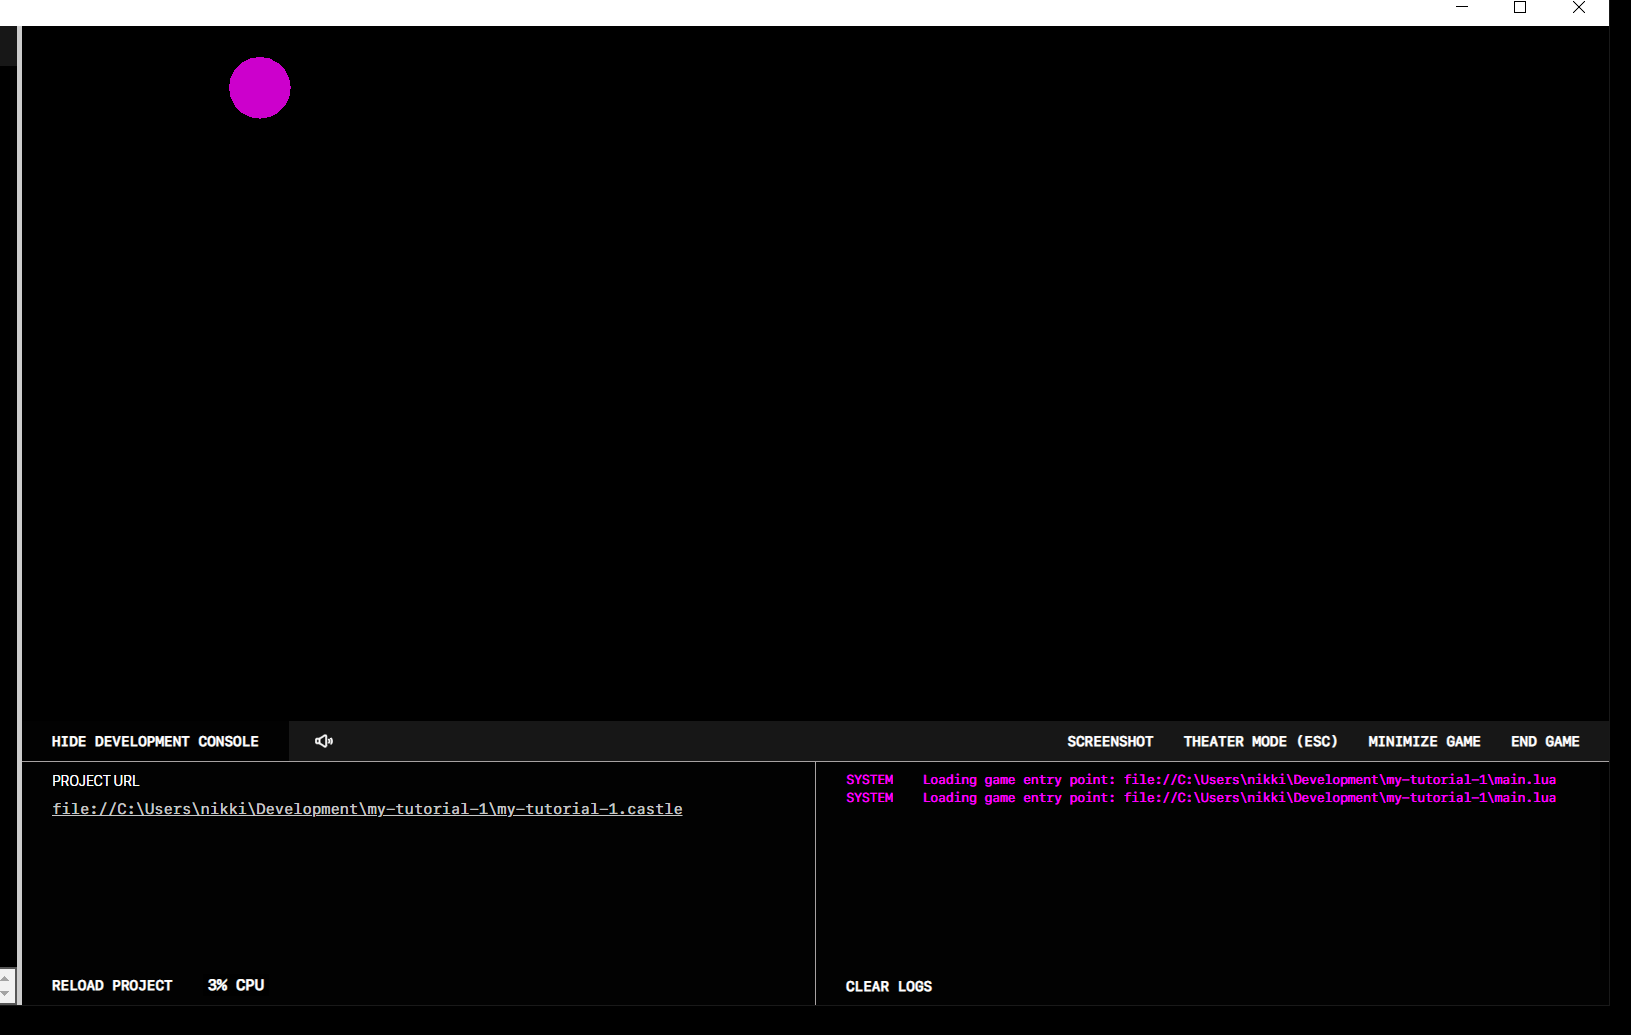 HIDE DEVELOPMENT CONSOLE
SCREENSHOT THEATER MODE (ESC) MINIMIZE GAME END GAME
PROJECT URL
file://C:\Users\nikki\Development\my-tutorial-1\my-tutorial-1.castle
RELOAD PROJECT 3% CPU
SYSTEM Loading game entry point: file://C:\Users\nikki\Development\my-tutorial-1\main.lua
SYSTEM Loading game entry point: file://C:\Users\nikki\Development\my-tutorial-1\main.lua
CLEAR LOGS